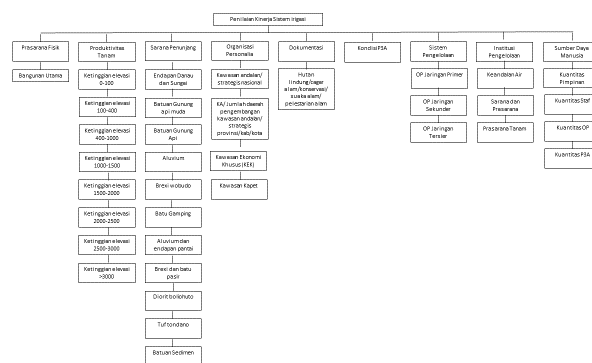 Penilaian Kinerja Sistem Irigasi
Prasarana Fisik
Bangunan Utama
Produktivitas
Tanam
Ketinggian elevasi
0-100
Ketinggian elevasi
100-400
Ketinggian elevasi
400-1000
Ketinggian elevasi
1000-1500
Ketinggian elevasi
1500-2000
Ketinggian elevasi
2000-2500
Ketinggian elevasi
2500-3000
Ketinggian elevasi
>3000
Sarana Penunjang
Endapan Danau
dan Sungai
Batuan Gunung
api muda
Batuan Gunung
Api
Aluvium
Brexi wobudo
Batu Gamping
Aluvium dan
endapan pantai
Brexi dan batu
pasir
Diorit boliohuto
Tuf tondano
Batuan Sedimen
Organisasi
Personalia
Kawasan andalan/
strategis nasional
KA/ Jumlah daerah
pengembangan
kawasan andalan/
strategis
provinsi/kab/kota
Kawasan Ekonomi
Khusus (KEK)
Kawasan Kapet
Dokumentasi
Hutan
lindung/cagar
alam/konservasi/
suaka alam/
pelestarian alam
Kondisi P3A
Sistem
Pengelolaan
OP Jaringan Primer
OP Jaringan
Sekunder
OP Jaringan
Tersier
Institusi
Pengelolaan
Keandalan Air
Sarana dan
Prasarana
Prasarana Tanam
Sumber Daya
Manusia
Kuantitas
Pimpinan
Kuantitas Staf
Kuantitas OP
Kuantitas P3A